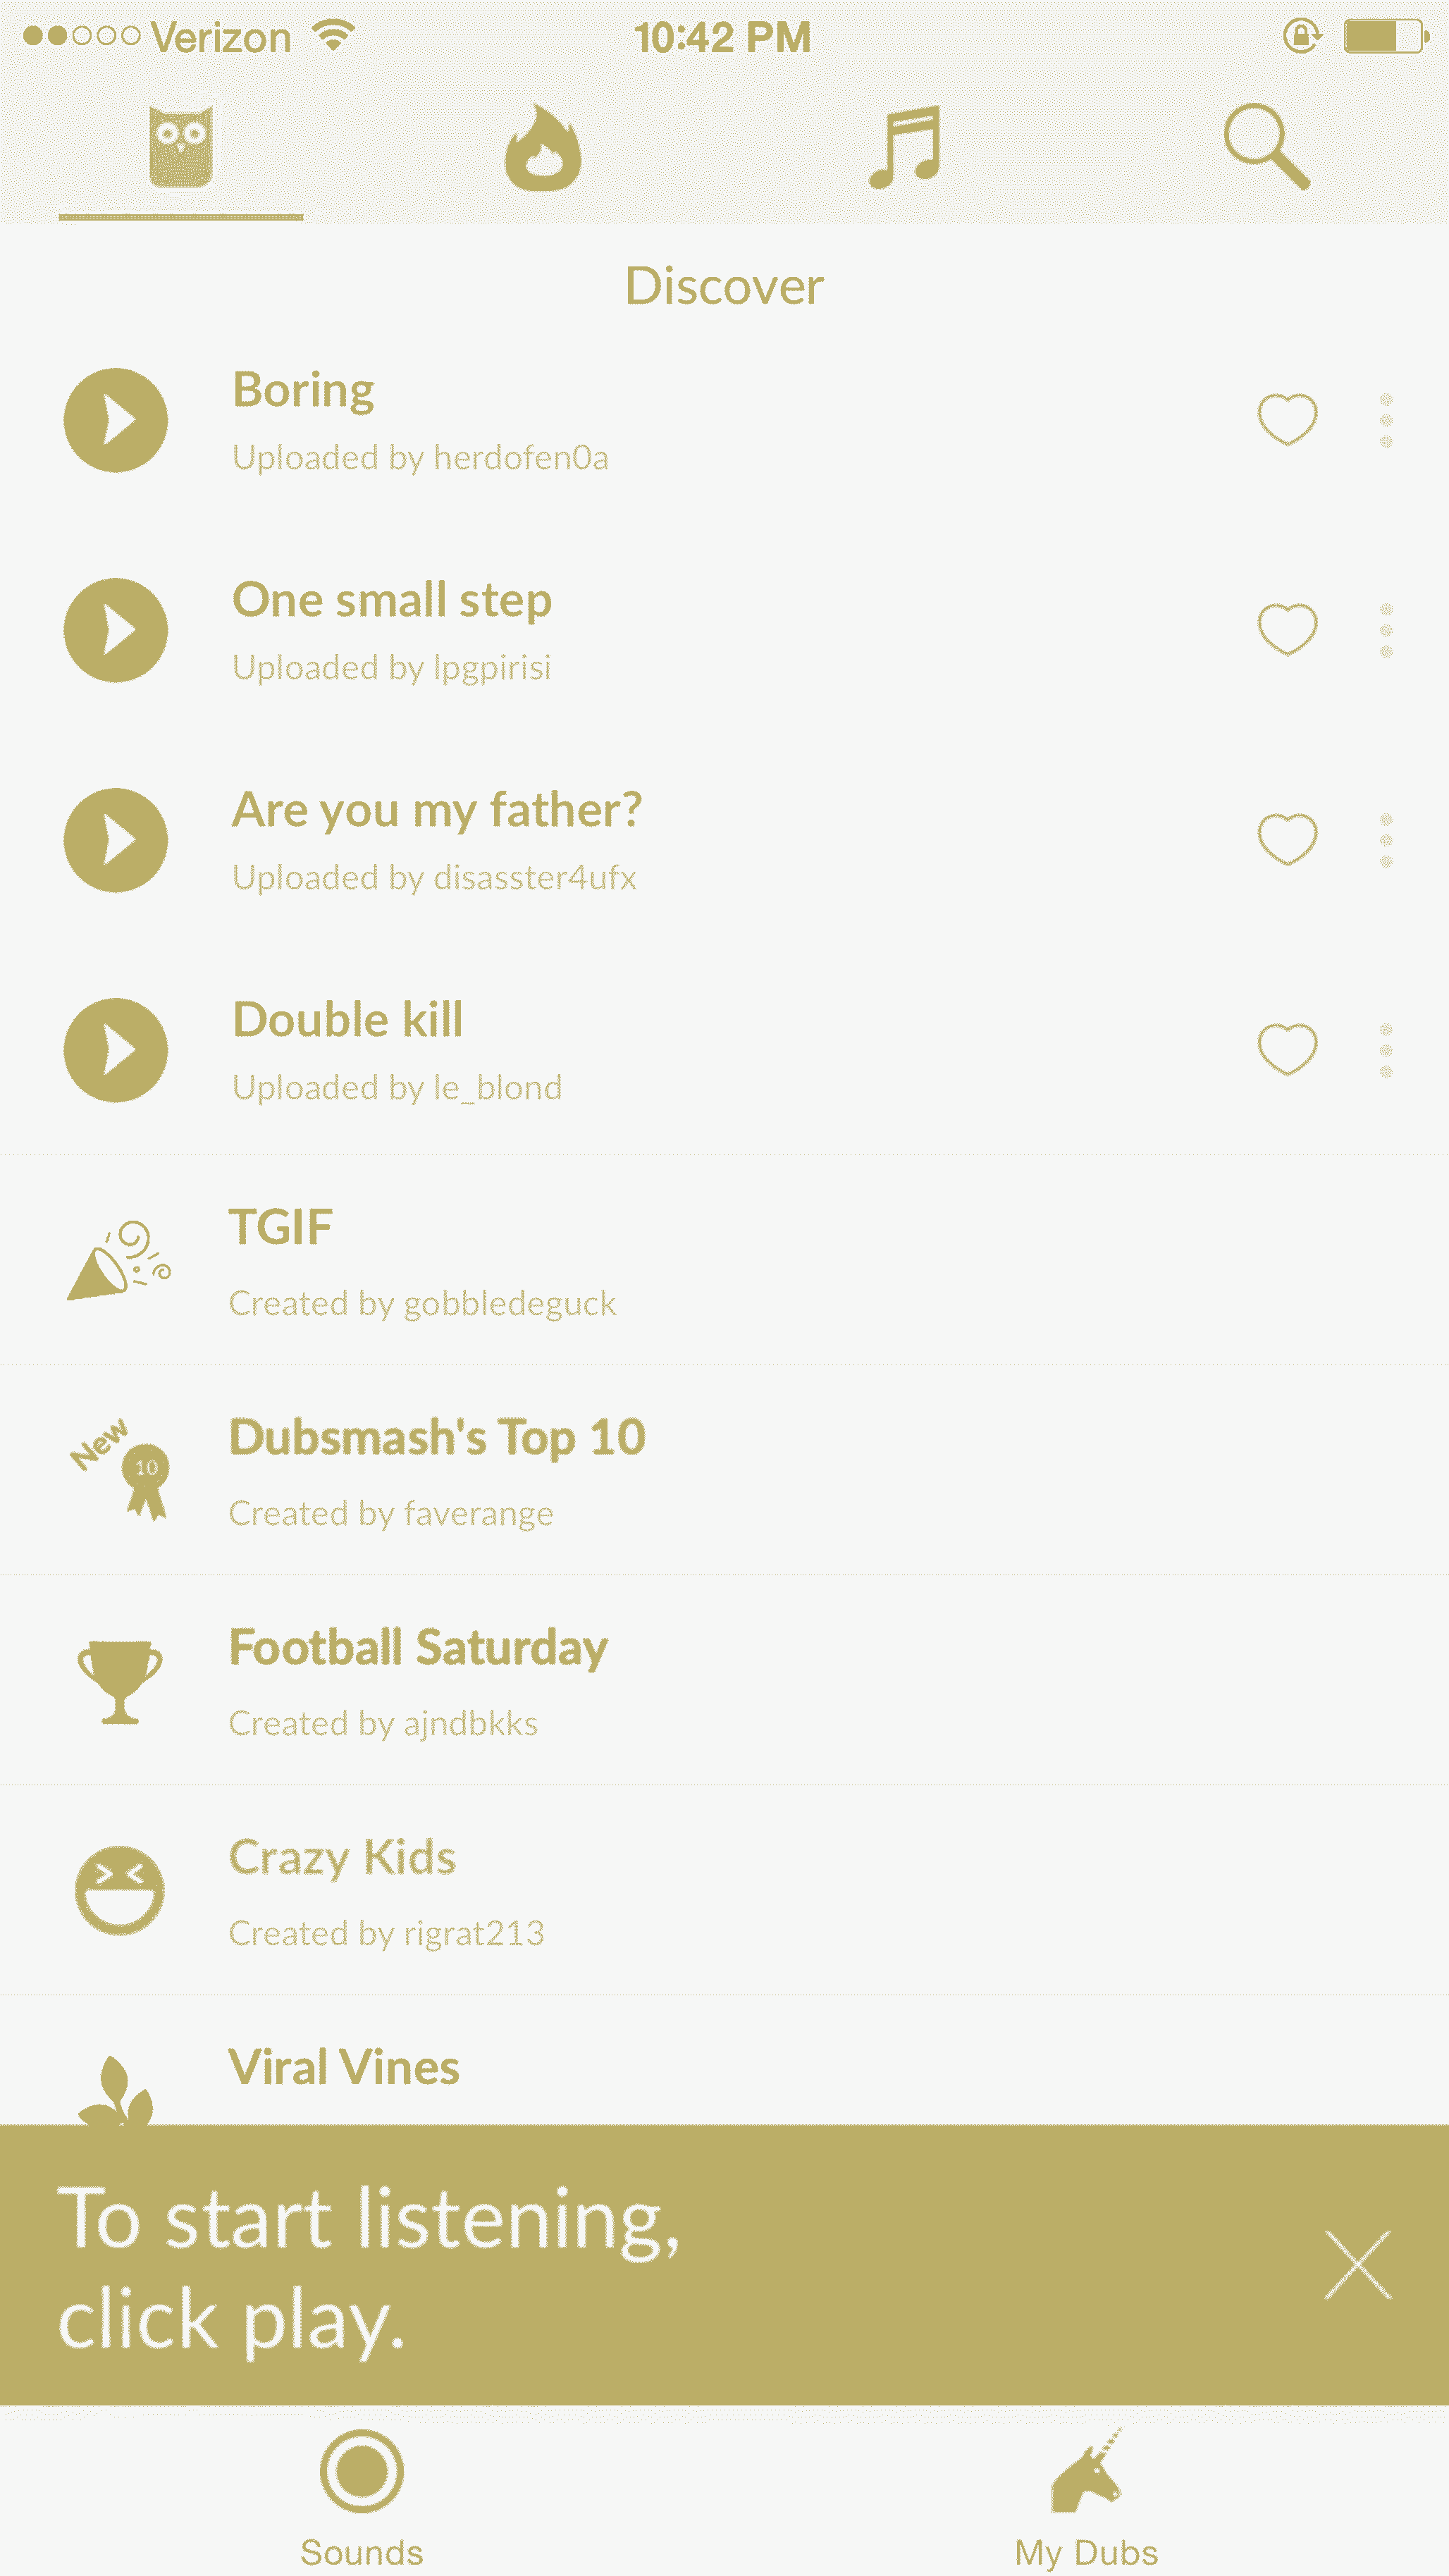 Verizon 10:42 PM
Discover
Boring
Uploaded by herdofen0a
One small step
Uploaded by lpgpirisi
Are you my father?
Uploaded by disasster4ufx
Double kill
Uploaded by le_blond
TGIF
Created by gobbledeguck
New
10
Dubsmash's Top 10
Created by faverange
Football Saturday
Created by ajndbkks
Crazy Kids
Created by rigrat213
Viral Vines
To start listening,
click play.
Sounds
My Dubs